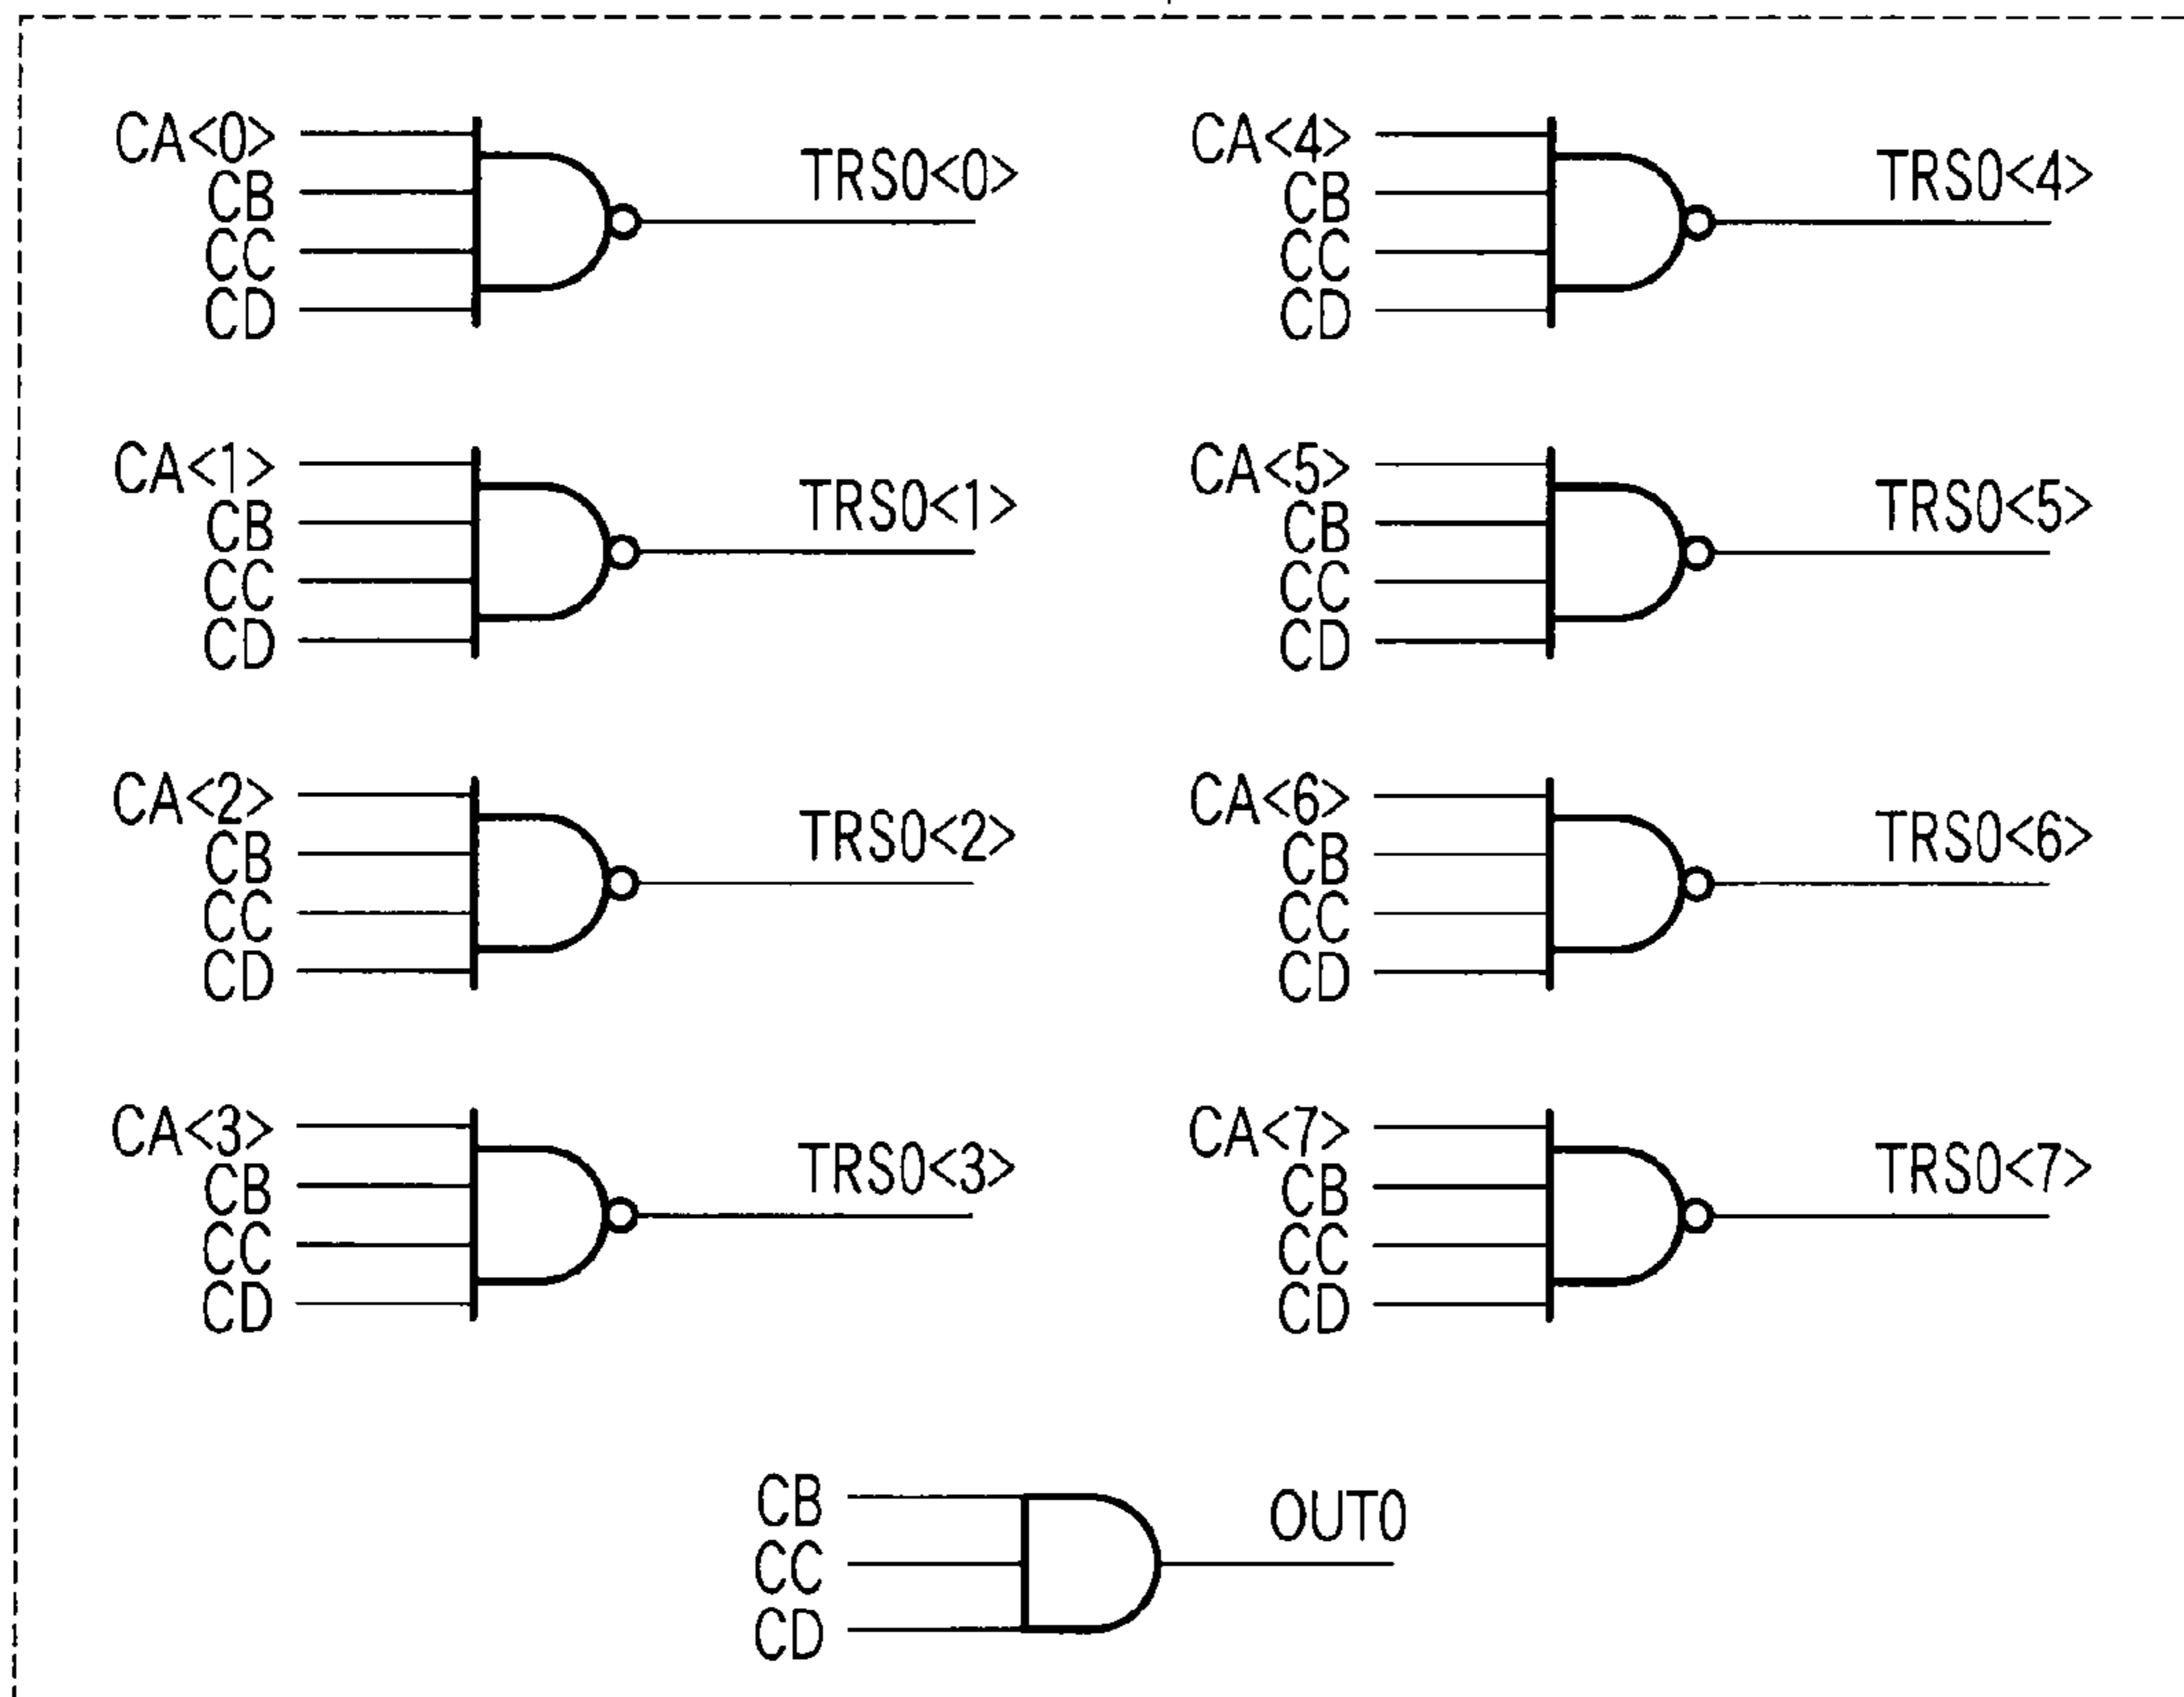 CA<0>
CB
CC
CD
TRS0<0>
CA<4>
CB
CC
CD
TRS0<4>
CA<1>
CB
CC
CD
TRS0<1>
CA<5>
CB
CC
CD
TRS0<5>
CA<2>
CB
CC
CD
TRS0<2>
CA<6>
CB
CC
CD
TRS0<6>
CA<3>
CB
CC
CD
TRS0<3>
CA<7>
CB
CC
CD
TRS0<7>
CB
CC
CD
OUT0